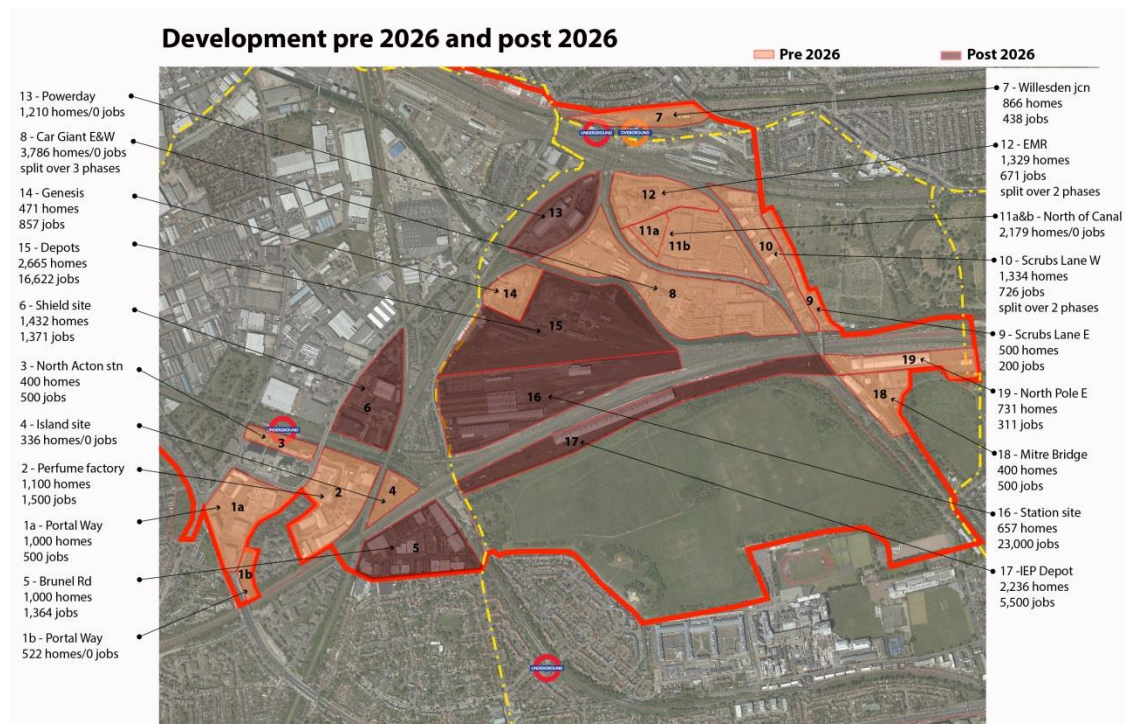 Development pre 2026 and post 2026
Pre 2026
Post 2026
13 - Powerday
1,210 homes/0 jobs
8 - Car Giant E&W
3,786 homes/0 jobs
split over 3 phases
14 - Genesis
471 homes
857 jobs
15 - Depots
2,665 homes
16,622 jobs
6 - Shield site
1,432 homes
1,371 jobs
3 - North Acton stn
400 homes
500 jobs
4 - Island site
336 homes/0 jobs
2 - Perfume factory
1,100 homes
1,500 jobs
1a - Portal Way
1,000 homes
500 jobs
5 - Brunel Rd
1,000 homes
1,364 jobs
1b - Portal Way
522 homes/0 jobs
7
UNDERGROUND
OVERGROUND
12
13
11a
11b
10
14
8
9
15
19
16
18
6
17
UNDERGROUND
3
2
4
1a
5
1b
UNDERGROUND
7 - Willesden jcn
866 homes
438 jobs
12 - EMR
1,329 homes
671 jobs
split over 2 phases
11a&b - North of Canal
2,179 homes/0 jobs
10 - Scrubs Lane W
1,334 homes
726 jobs
split over 2 phases
9 - Scrubs Lane E
500 homes
200 jobs
19 - North Pole E
731 homes
311 jobs
18 - Mitre Bridge
400 homes
500 jobs
16 - Station site
657 homes
23,000 jobs
17 -IEP Depot
2,236 homes
5,500 jobs